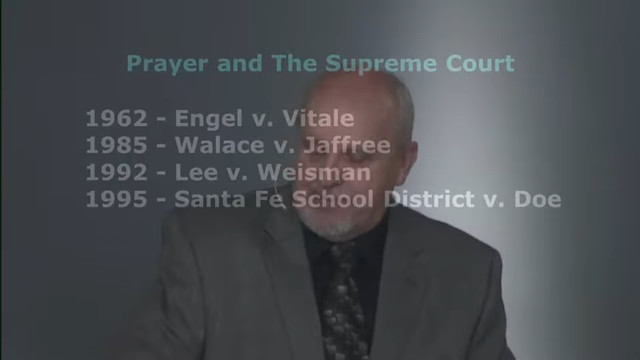 Prayer and The Supreme Court
1962 - Engel v. Vitale
1985 - Walace v. Jaffree
1992 - Lee v. Weisman
1995 - Santa Fe School District v. Doe